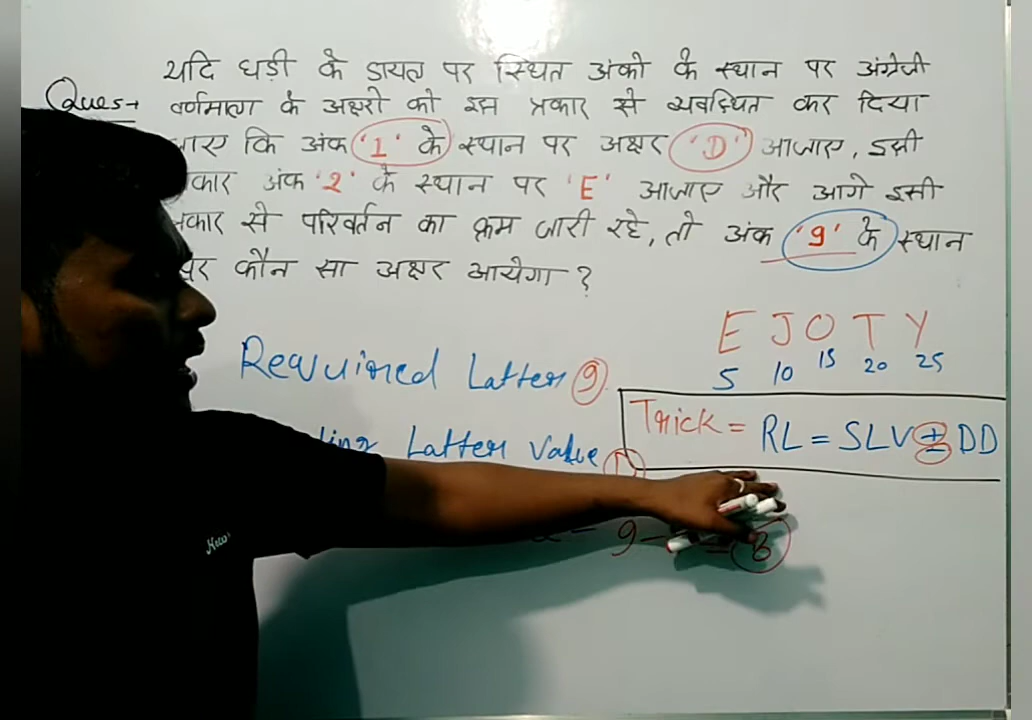 Ques→ यदि घड़ी के डायल पर स्थित अंको के स्थान पर अंग्रेजी
वर्णमाला के अक्षरो को इस प्रकार से व्यवस्थित कर दिया
जाए कि अंक '1' के स्थान पर अक्षर 'D' आजाए, इसी
प्रकार अंक '2' के स्थान पर 'E' आजाए और आगे इसी
प्रकार से परिवर्तन का क्रम जारी रहे, तो अंक '9' के स्थान
पर कौन सा अक्षर आयेगा ?
E J O T Y
5 10 15 20 25
Required Latter 9
Trick = RL = SLV ± DD
Latter Value
9 - = 8